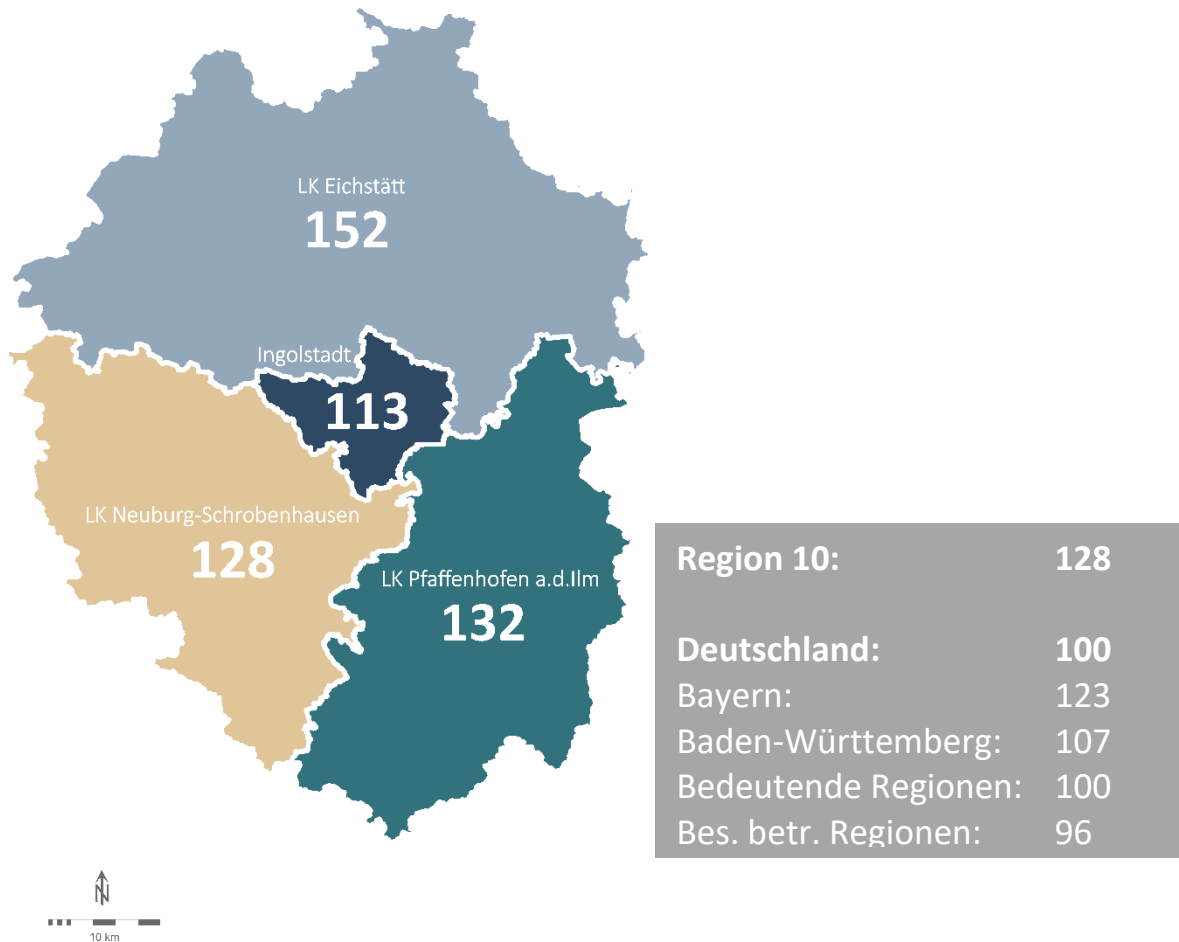 LK Eichstätt
152
Ingolstadt
113
LK Neuburg-Schrobenhausen
128
LK Pfaffenhofen a.d.Ilm
132
Region 10: 128
Deutschland: 100
Bayern: 123
Baden-Württemberg: 107
Bedeutende Regionen: 100
Bes. betr. Regionen: 96
N
10 km